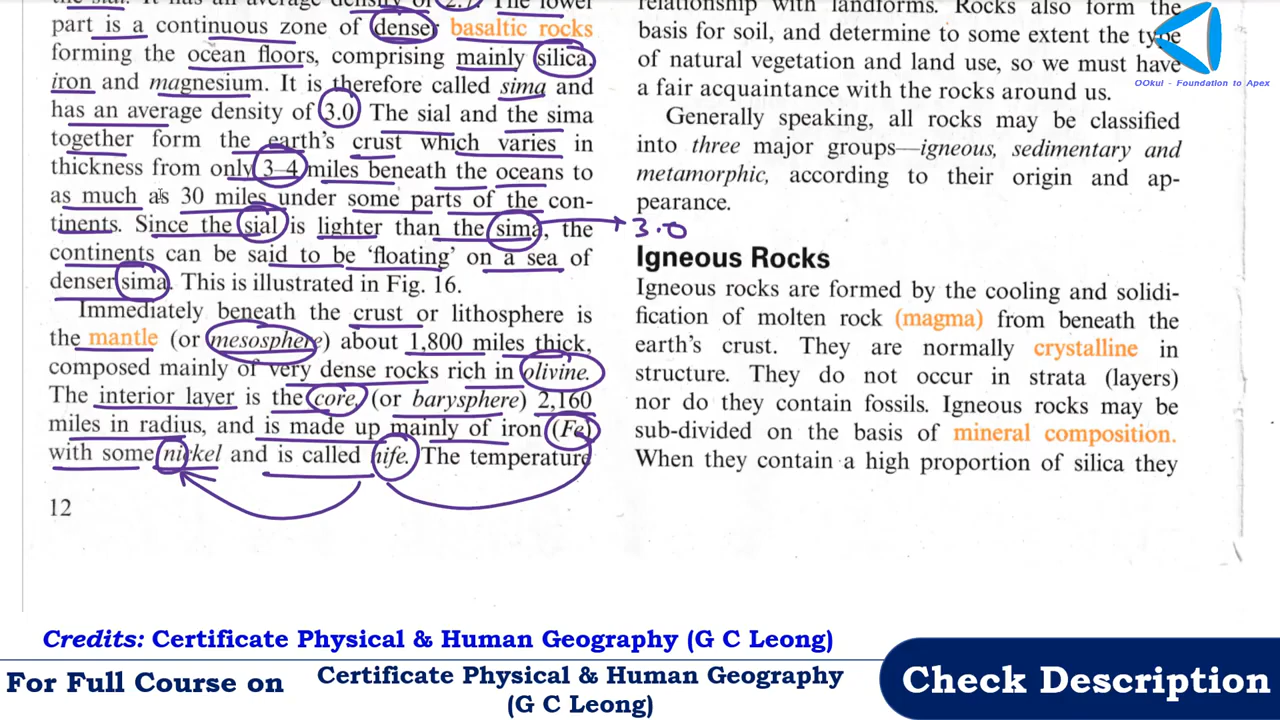 the sial. It has an average density of 2.7. The lower
part is a continuous zone of denser basaltic rocks
forming the ocean floors, comprising mainly silica,
iron and magnesium. It is therefore called sima and
has an average density of 3.0 The sial and the sima
together form the earth's crust which varies in
thickness from only 3–4 miles beneath the oceans to
as much as 30 miles under some parts of the con-
tinents. Since the sial is lighter than the sima, the
continents can be said to be 'floating' on a sea of
denser sima. This is illustrated in Fig. 16.
Immediately beneath the crust or lithosphere is
the mantle (or mesosphere) about 1,800 miles thick,
composed mainly of very dense rocks rich in olivine.
The interior layer is the core, (or barysphere) 2,160
miles in radius, and is made up mainly of iron (Fe)
with some nickel and is called nife. The temperature
12
relationship with landforms. Rocks also form the
basis for soil, and determine to some extent the type
of natural vegetation and land use, so we must have
a fair acquaintance with the rocks around us.
Generally speaking, all rocks may be classified
into three major groups—igneous, sedimentary and
metamorphic, according to their origin and ap-
pearance.
3.0
Igneous Rocks
Igneous rocks are formed by the cooling and solidi-
fication of molten rock (magma) from beneath the
earth's crust. They are normally crystalline in
structure. They do not occur in strata (layers)
nor do they contain fossils. Igneous rocks may be
sub-divided on the basis of mineral composition.
When they contain a high proportion of silica they
OOkul - Foundation to Apex
Credits: Certificate Physical & Human Geography (G C Leong)
For Full Course on
Certificate Physical & Human Geography
(G C Leong)
Check Description